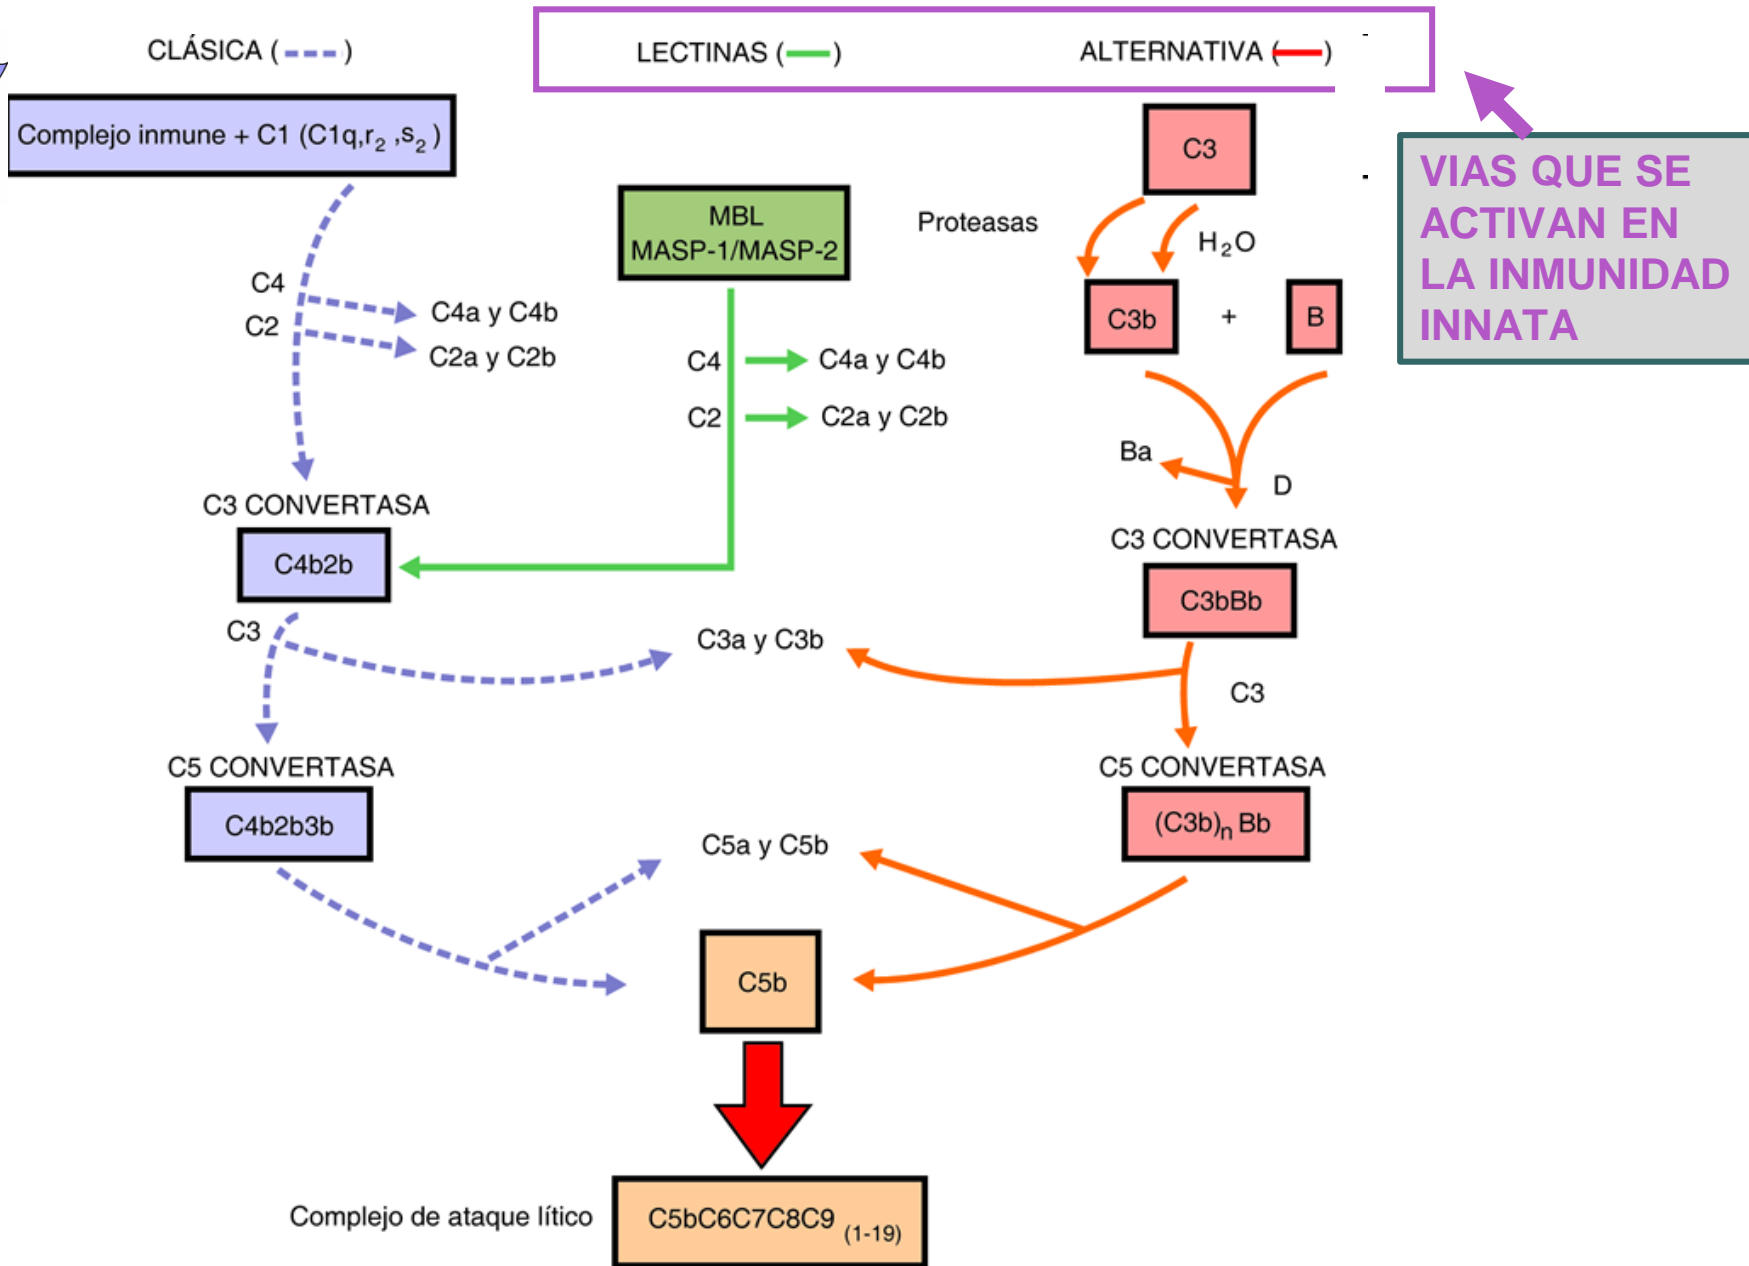 CLÁSICA ( )
LECTINAS ( )
ALTERNATIVA ( )
Complejo inmune + C1 (C1q,r₂ ,s₂ )
C3
VIAS QUE SE
ACTIVAN EN
LA INMUNIDAD
INNATA
MBL
MASP-1/MASP-2
Proteasas
H₂O
C4
C4a y C4b
C2
C2a y C2b
C3b
+
B
C4
C4a y C4b
C2
C2a y C2b
Ba
D
C3 CONVERTASA
C4b2b
C3 CONVERTASA
C3bBb
C3
C3a y C3b
C3
C5 CONVERTASA
C4b2b3b
C5 CONVERTASA
(C3b)ₙ Bb
C5a y C5b
C5b
Complejo de ataque lítico
C5bC6C7C8C9 (1-19)